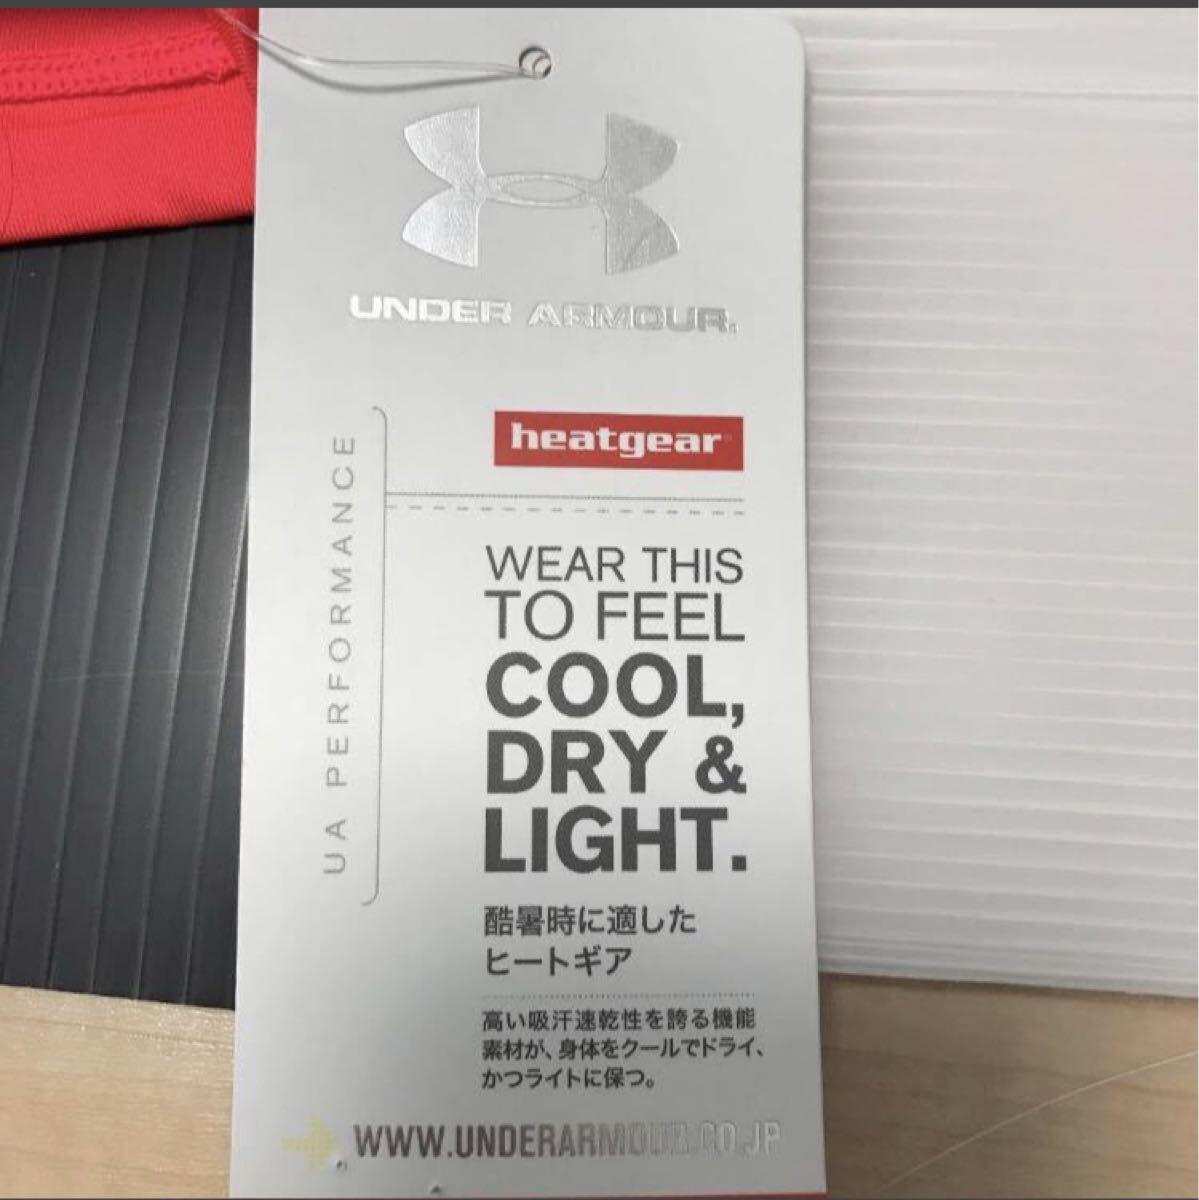 UNDER ARMOUR.
heatgear
UA PERFORMANCE
WEAR THIS
TO FEEL
COOL,
DRY &
LIGHT.
酷暑時に適した
ヒートギア
高い吸汗速乾性を誇る機能
素材が、身体をクールでドライ、
かつライトに保つ。
WWW.UNDERARMOUR.CO.JP